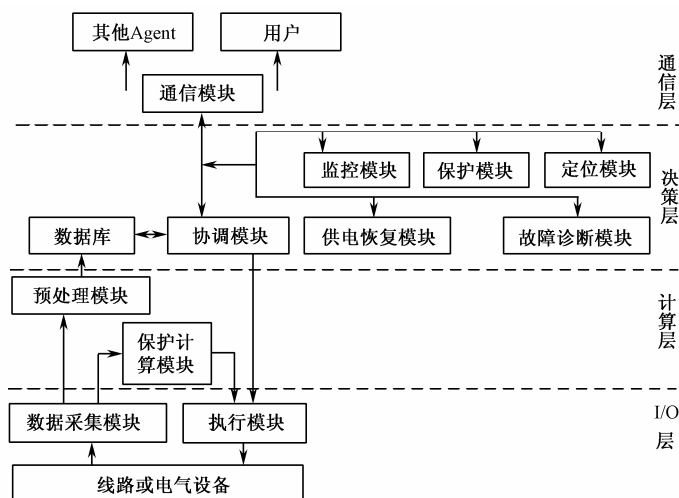 其他Agent
用户
通信模块
通信层
监控模块
保护模块
定位模块
决策层
数据库
协调模块
供电恢复模块
故障诊断模块
预处理模块
保护计
算模块
计算层
数据采集模块
执行模块
I/O
层
线路或电气设备